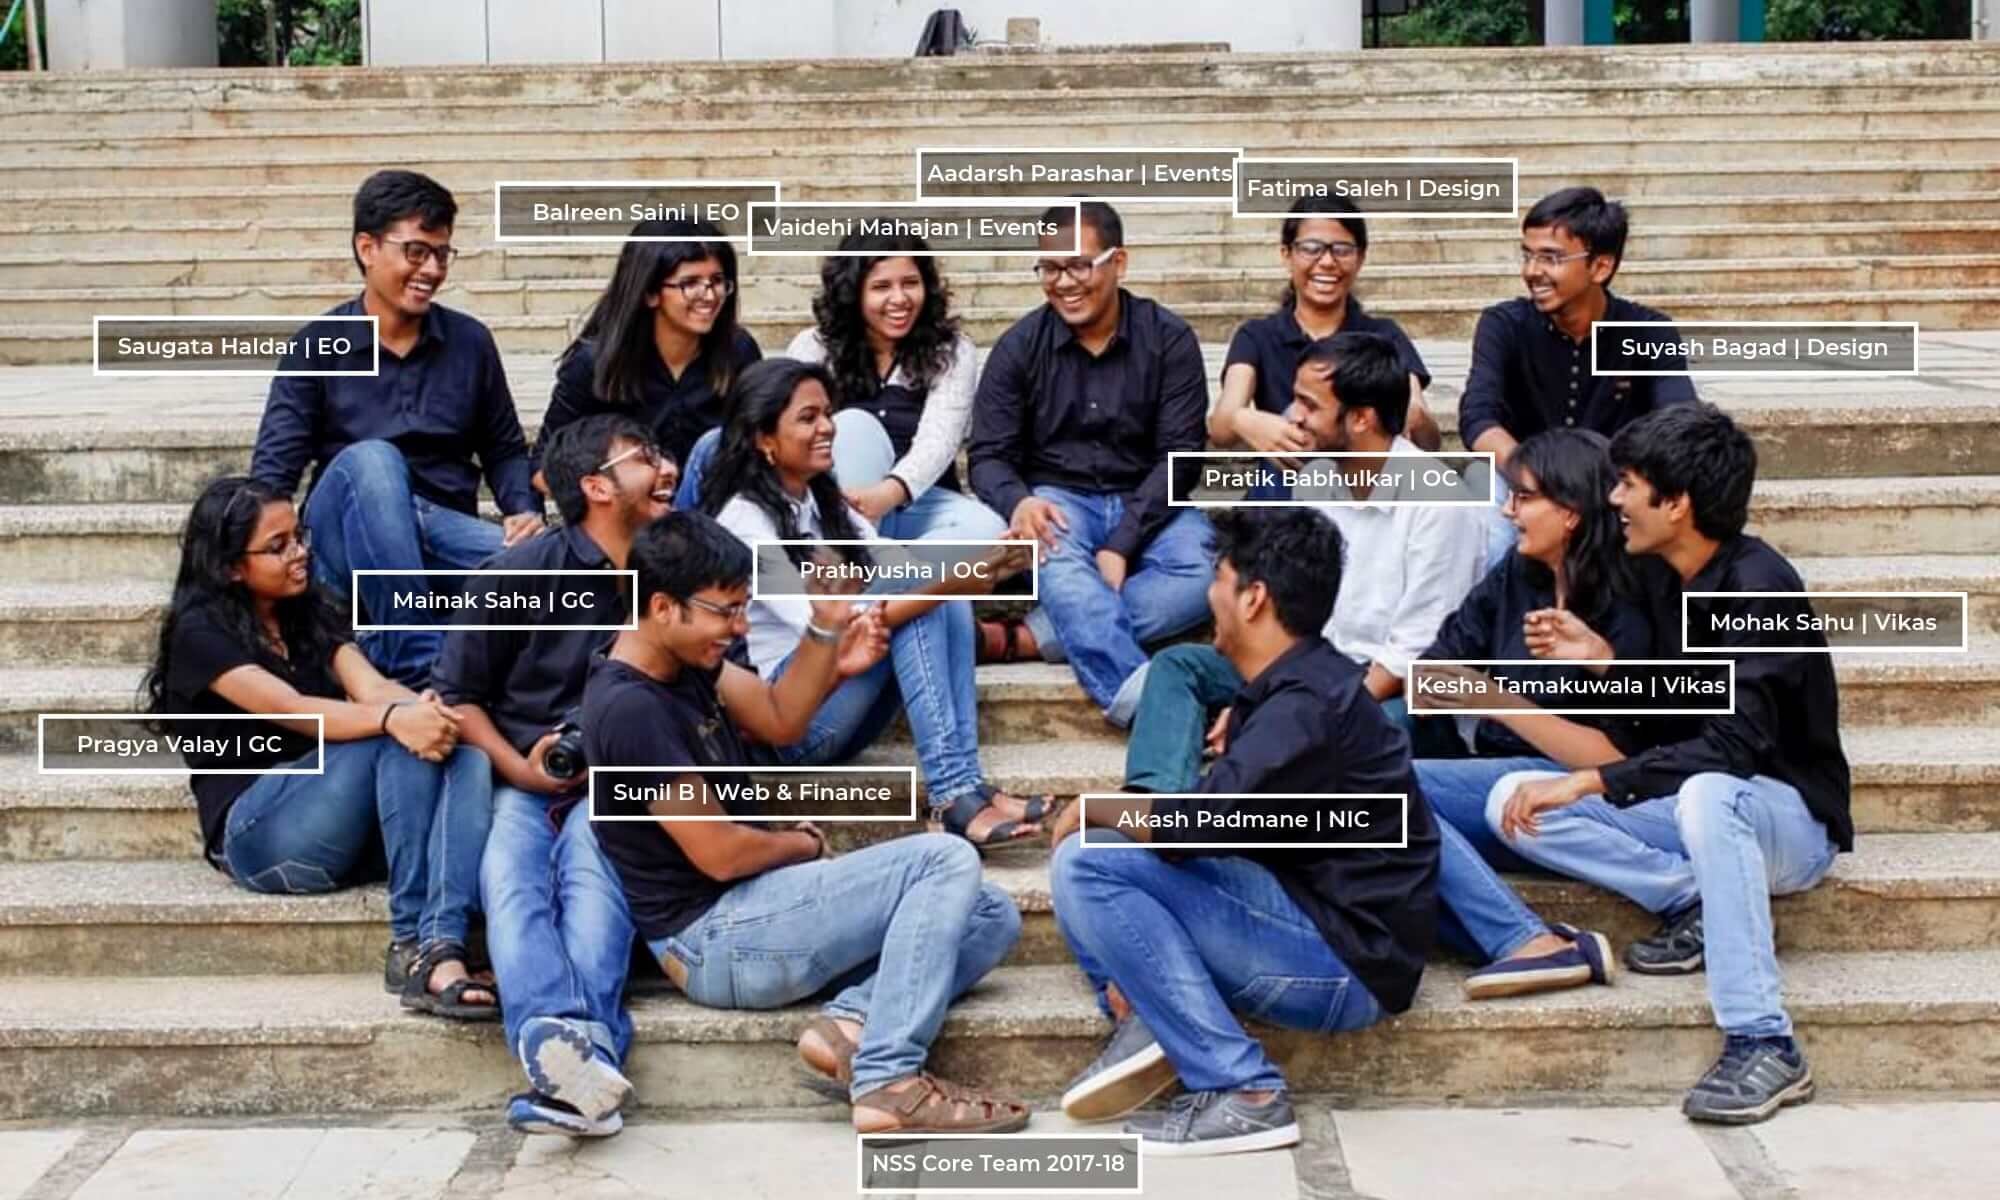 Aadarsh Parashar | Events
Fatima Saleh | Design
Balreen Saini | EO
Vaidehi Mahajan | Events
Saugata Haldar | EO
Suyash Bagad | Design
Pratik Babhulkar | OC
Prathyusha | OC
Mainak Saha | GC
Mohak Sahu | Vikas
Kesha Tamakuwala | Vikas
Pragya Valay | GC
Sunil B | Web & Finance
Akash Padmane | NIC
NSS Core Team 2017-18